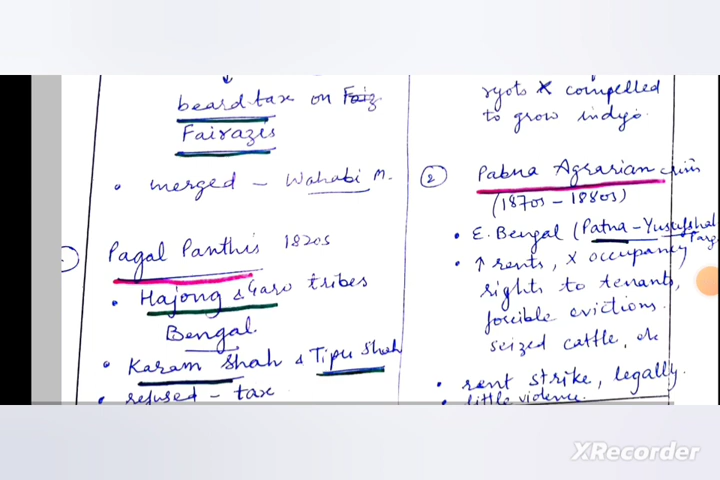 beard tax on Faiz
Fairazis
• merged – Wahabi M.
Pagal Panthis 1820s
• Hajong & Garo tribes
Bengal.
• Karam Shah & Tipu Shah
• refused – tax
ryots X compelled
to grow indigo.
② Pabna Agrarian
(1870s – 1880s)
• E. Bengal (Patna – Yusufshahi
• ↑ rents, X occupancy
rights to tenants,
forcible evictions.
seized cattle, etc
• rent strike, legally.
• little violence.
XRecorder